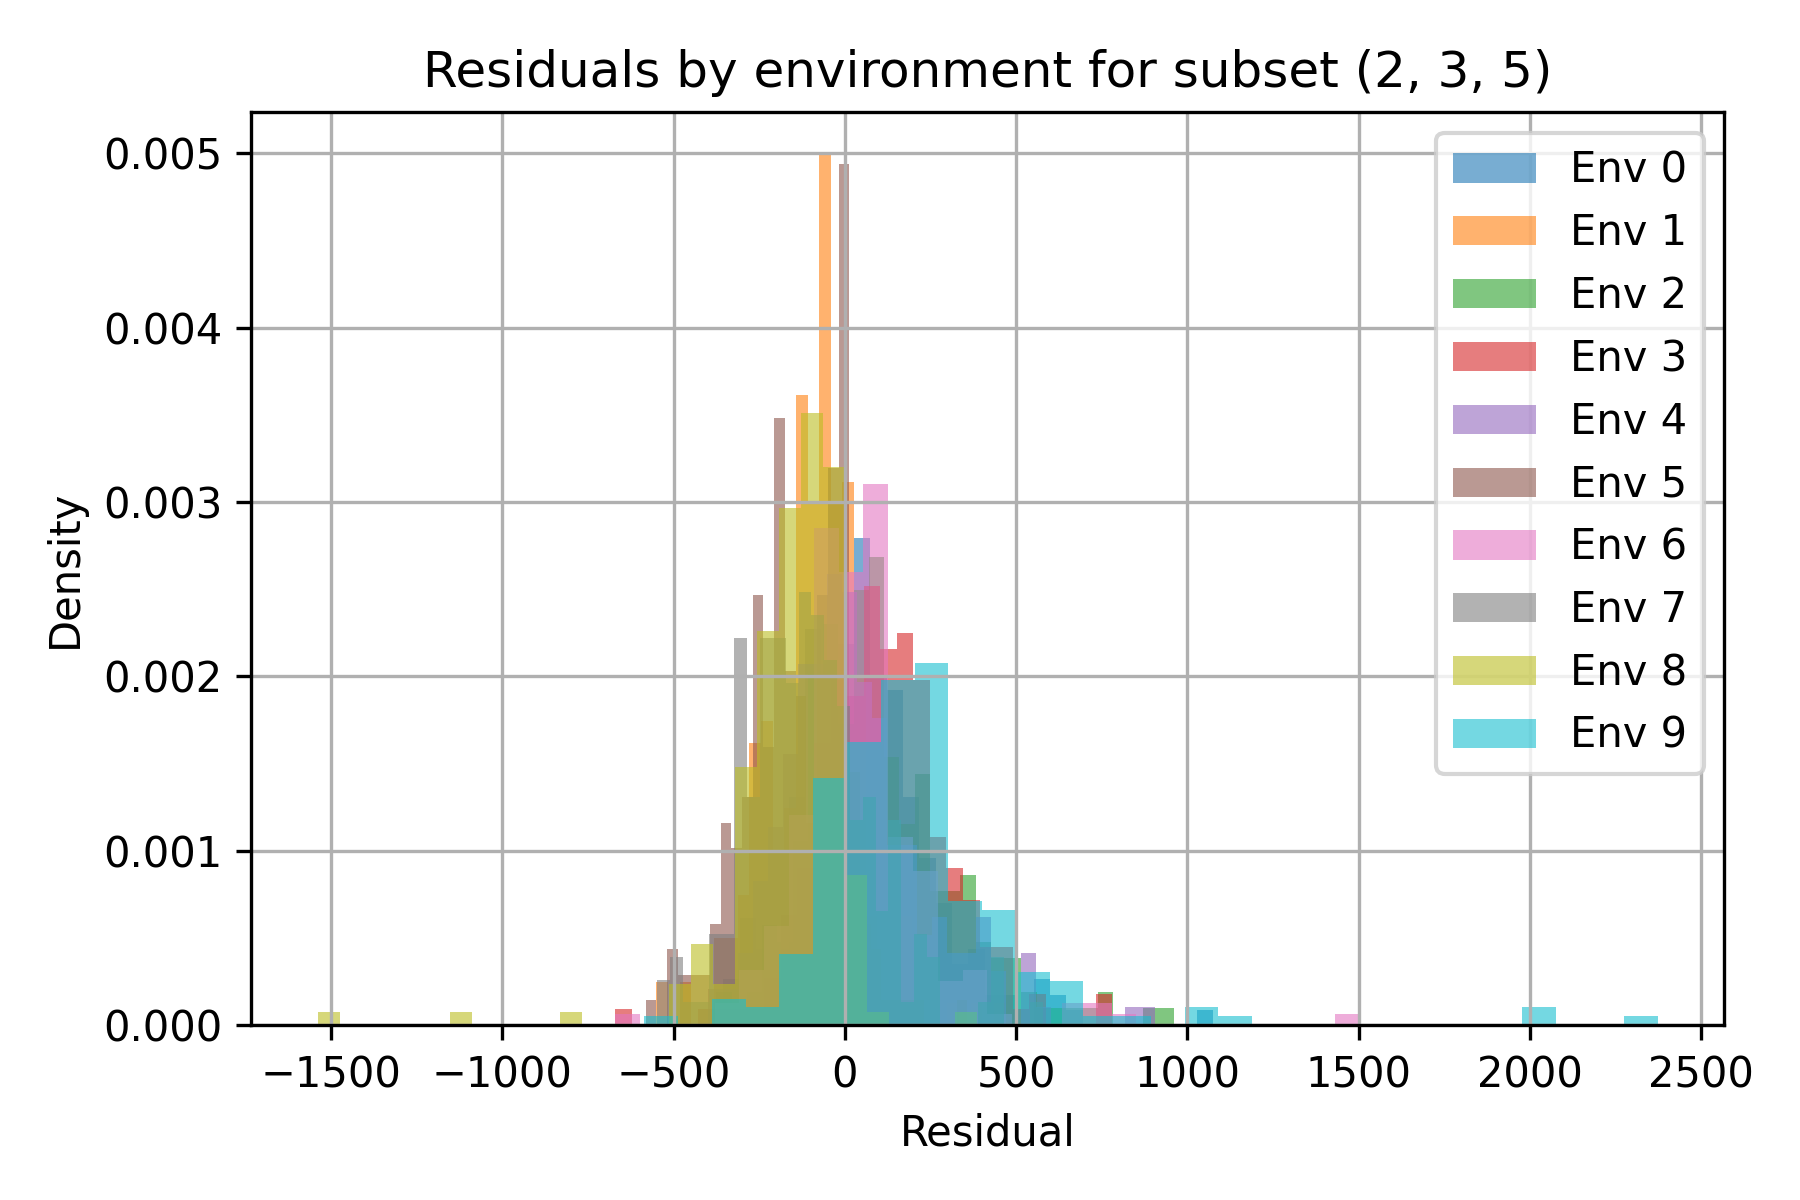 Residuals by environment for subset (2, 3, 5)
0.005
0.004
0.003
0.002
0.001
0.000
Density
−1500
−1000
−500
0
500
1000
1500
2000
2500
Residual
Env 0
Env 1
Env 2
Env 3
Env 4
Env 5
Env 6
Env 7
Env 8
Env 9